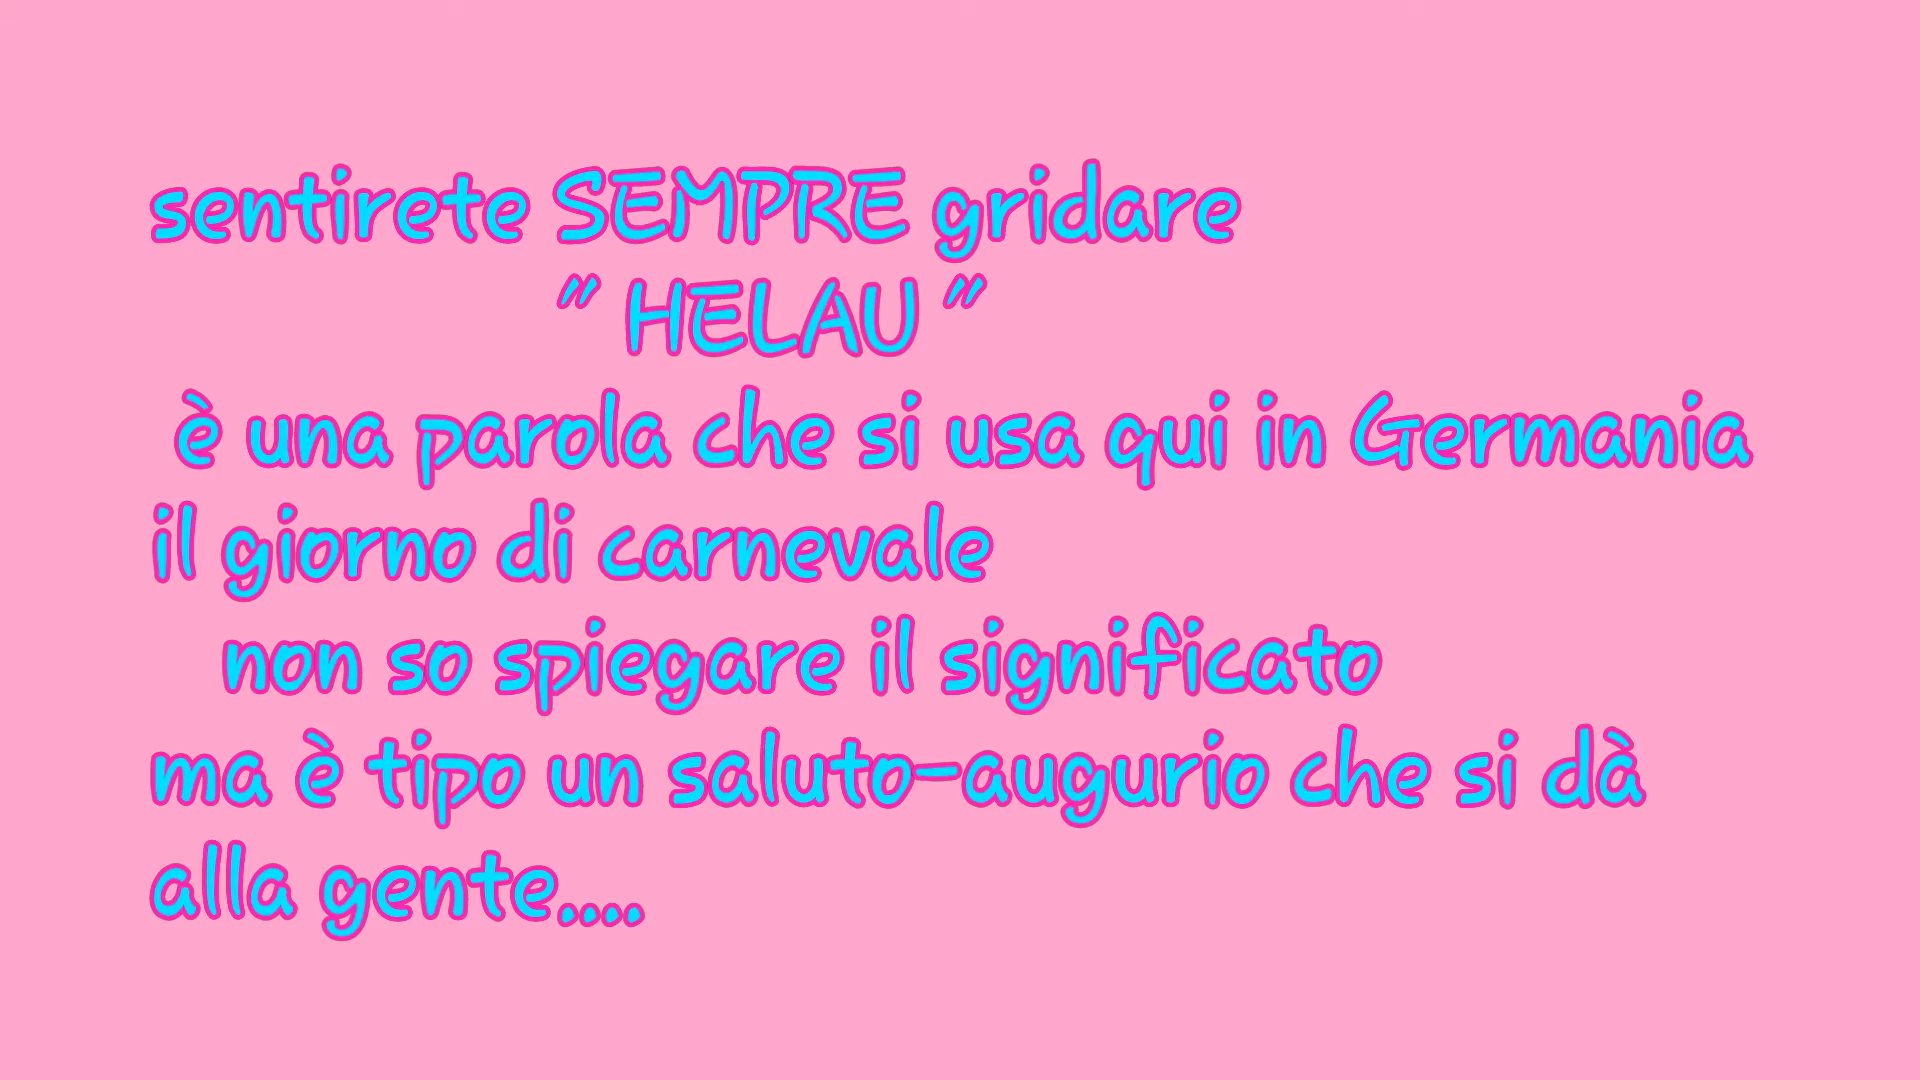 sentirete SEMPRE gridare
" HELAU "
è una parola che si usa qui in Germania
il giorno di carnevale
non so spiegare il significato
ma è tipo un saluto-augurio che si dà
alla gente....